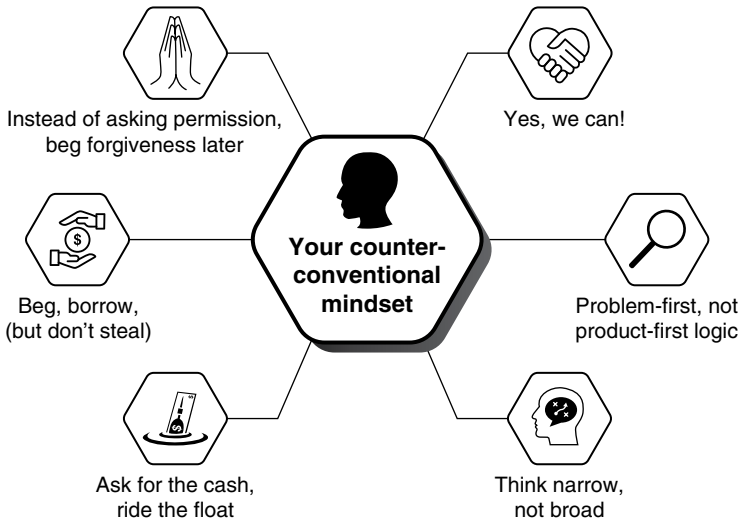 Instead of asking permission,
beg forgiveness later
Yes, we can!
Your counter-
conventional
mindset
Beg, borrow,
(but don't steal)
$
Problem-first, not
product-first logic
Ask for the cash,
ride the float
$
Think narrow,
not broad